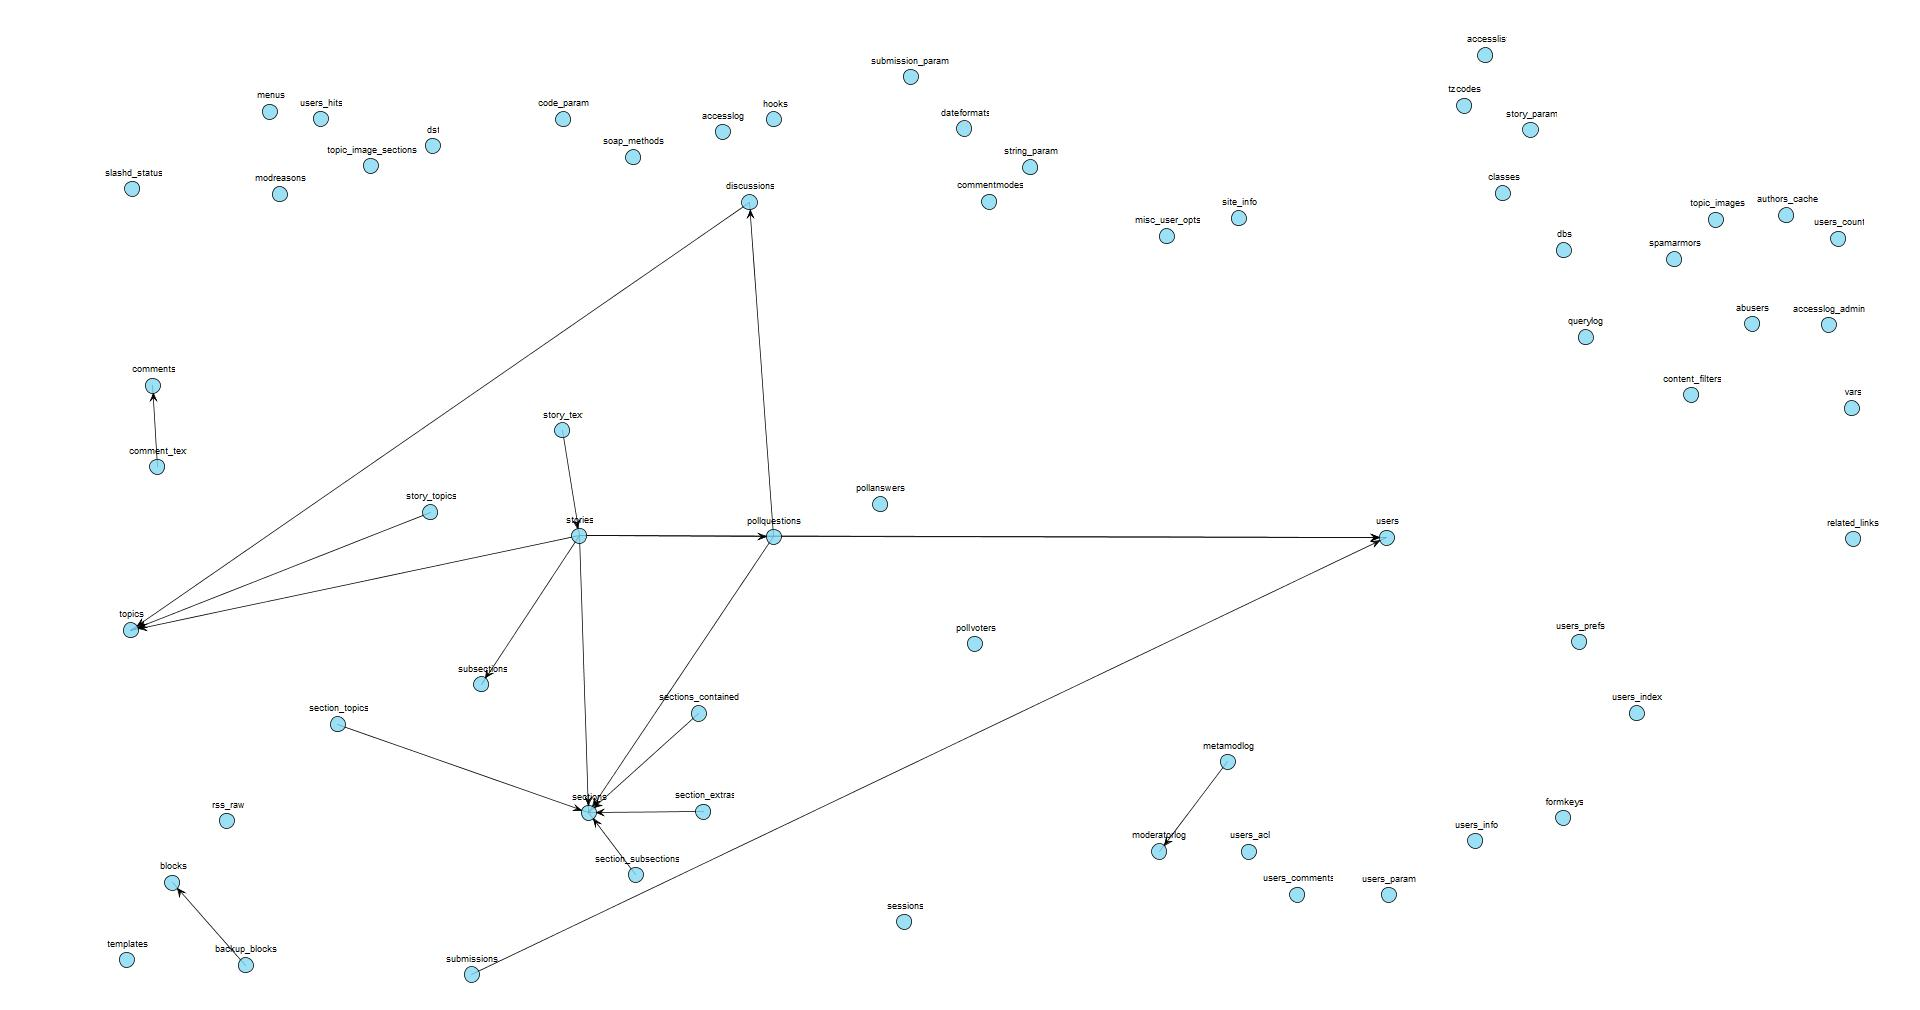 accesslis
submission_param
tzcodes
menus
users_hits
code_param
hooks
accesslog
dateformats
story_param
dst
soap_methods
topic_image_sections
string_param
slashd_status
modreasons
discussions
commentmodes
classes
topic_images
authors_cache
site_info
misc_user_opts
users_count
dbs
spamarmors
abusers
accesslog_admin
querylog
comments
content_filters
vars
story_tex
comment_tex
story_topics
pollanswers
stories
pollquestions
users
related_links
topics
pollvoters
users_prefs
subsections
sections_contained
users_index
section_topics
metamodlog
sections
section_extras
formkeys
rss_raw
users_info
moderatorlog
users_acl
section_subsections
blocks
users_comments
users_param
sessions
templates
backup_blocks
submissions